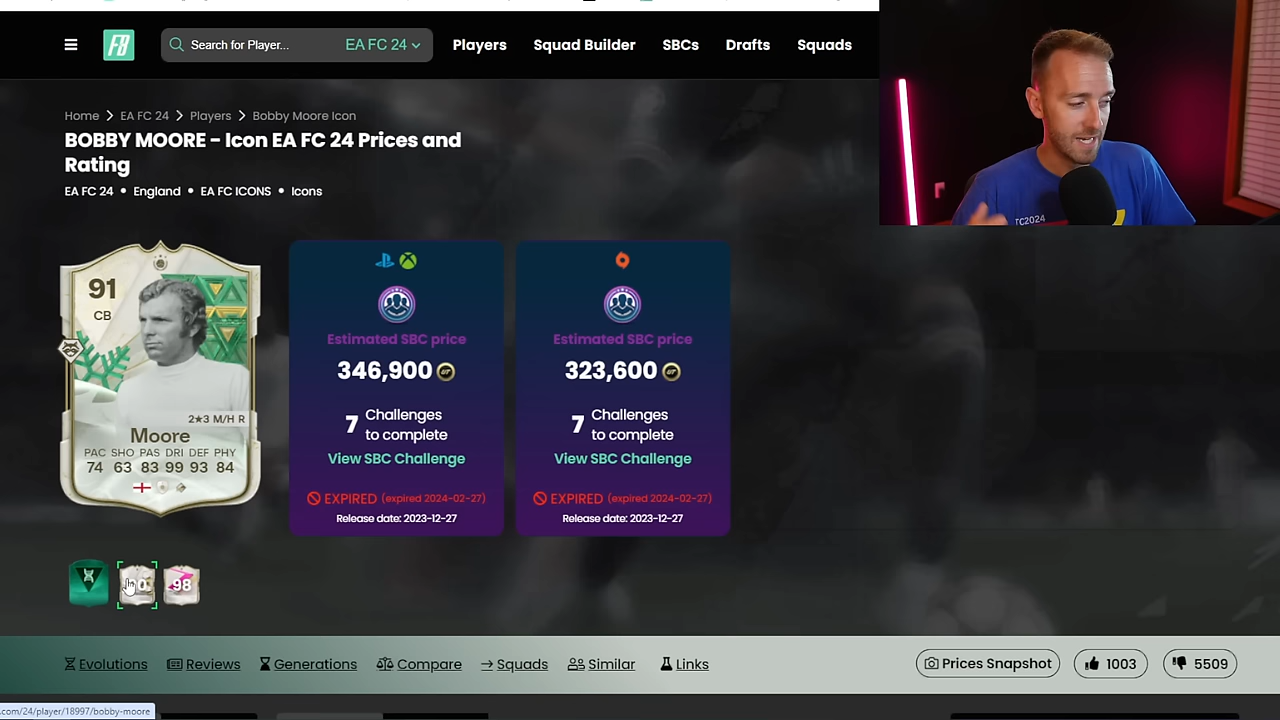 Search for Player...
EA FC 24
Players
Squad Builder
SBCs
Drafts
Squads
Home
EA FC 24
Players
Bobby Moore Icon
BOBBY MOORE - Icon EA FC 24 Prices and
Rating
EA FC 24 • England • EA FC ICONS • Icons
91
CB
2★3 M/H R
Moore
PAC SHO PAS DRI DEF PHY
74 63 83 99 93 84
Estimated SBC price
346,900
7
Challenges
to complete
View SBC Challenge
EXPIRED (expired 2024-02-27)
Release date: 2023-12-27
Estimated SBC price
323,600
7
Challenges
to complete
View SBC Challenge
EXPIRED (expired 2024-02-27)
Release date: 2023-12-27
98
Evolutions
Reviews
Generations
Compare
Squads
Similar
Links
Prices Snapshot
1003
5509
.com/24/player/18997/bobby-moore